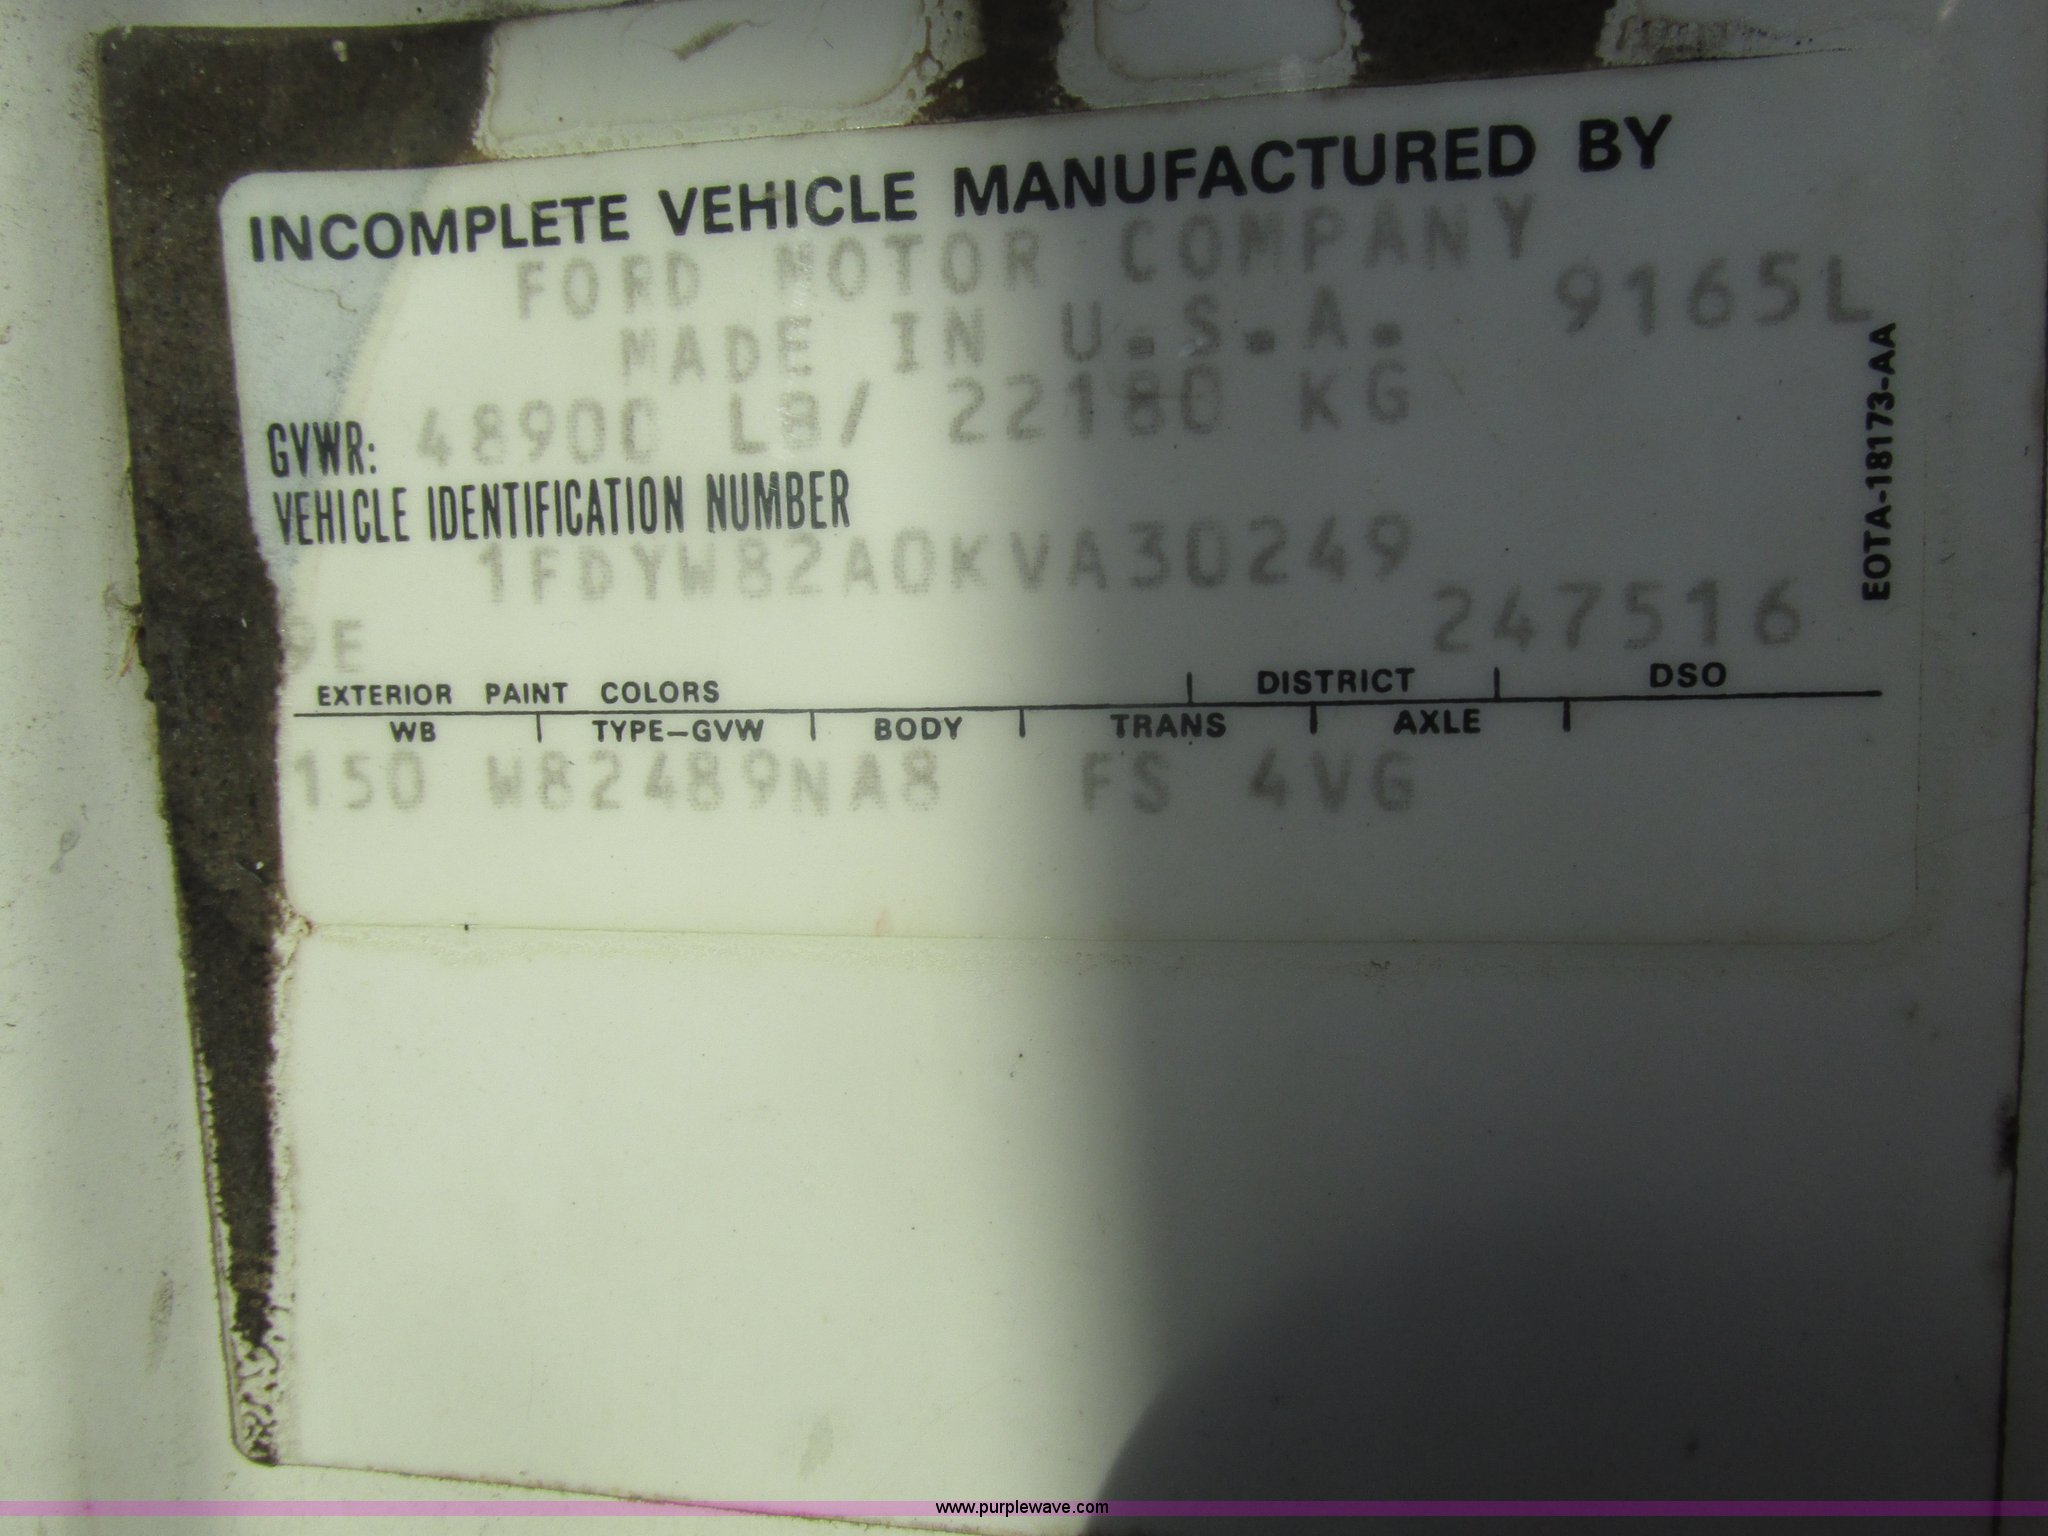 INCOMPLETE VEHICLE MANUFACTURED BY
FORD MOTOR COMPANY
MADE IN U.S.A. 9165L
GVWR: 48900 LB/ 22180 KG
VEHICLE IDENTIFICATION NUMBER
1FDYW82A0KVA30249
9E 247516
EXTERIOR PAINT COLORS DISTRICT DSO
WB TYPE-GVW BODY TRANS AXLE
150 W82489NA8 FS 4VG
EOTA-18173-AA
www.purplewave.com